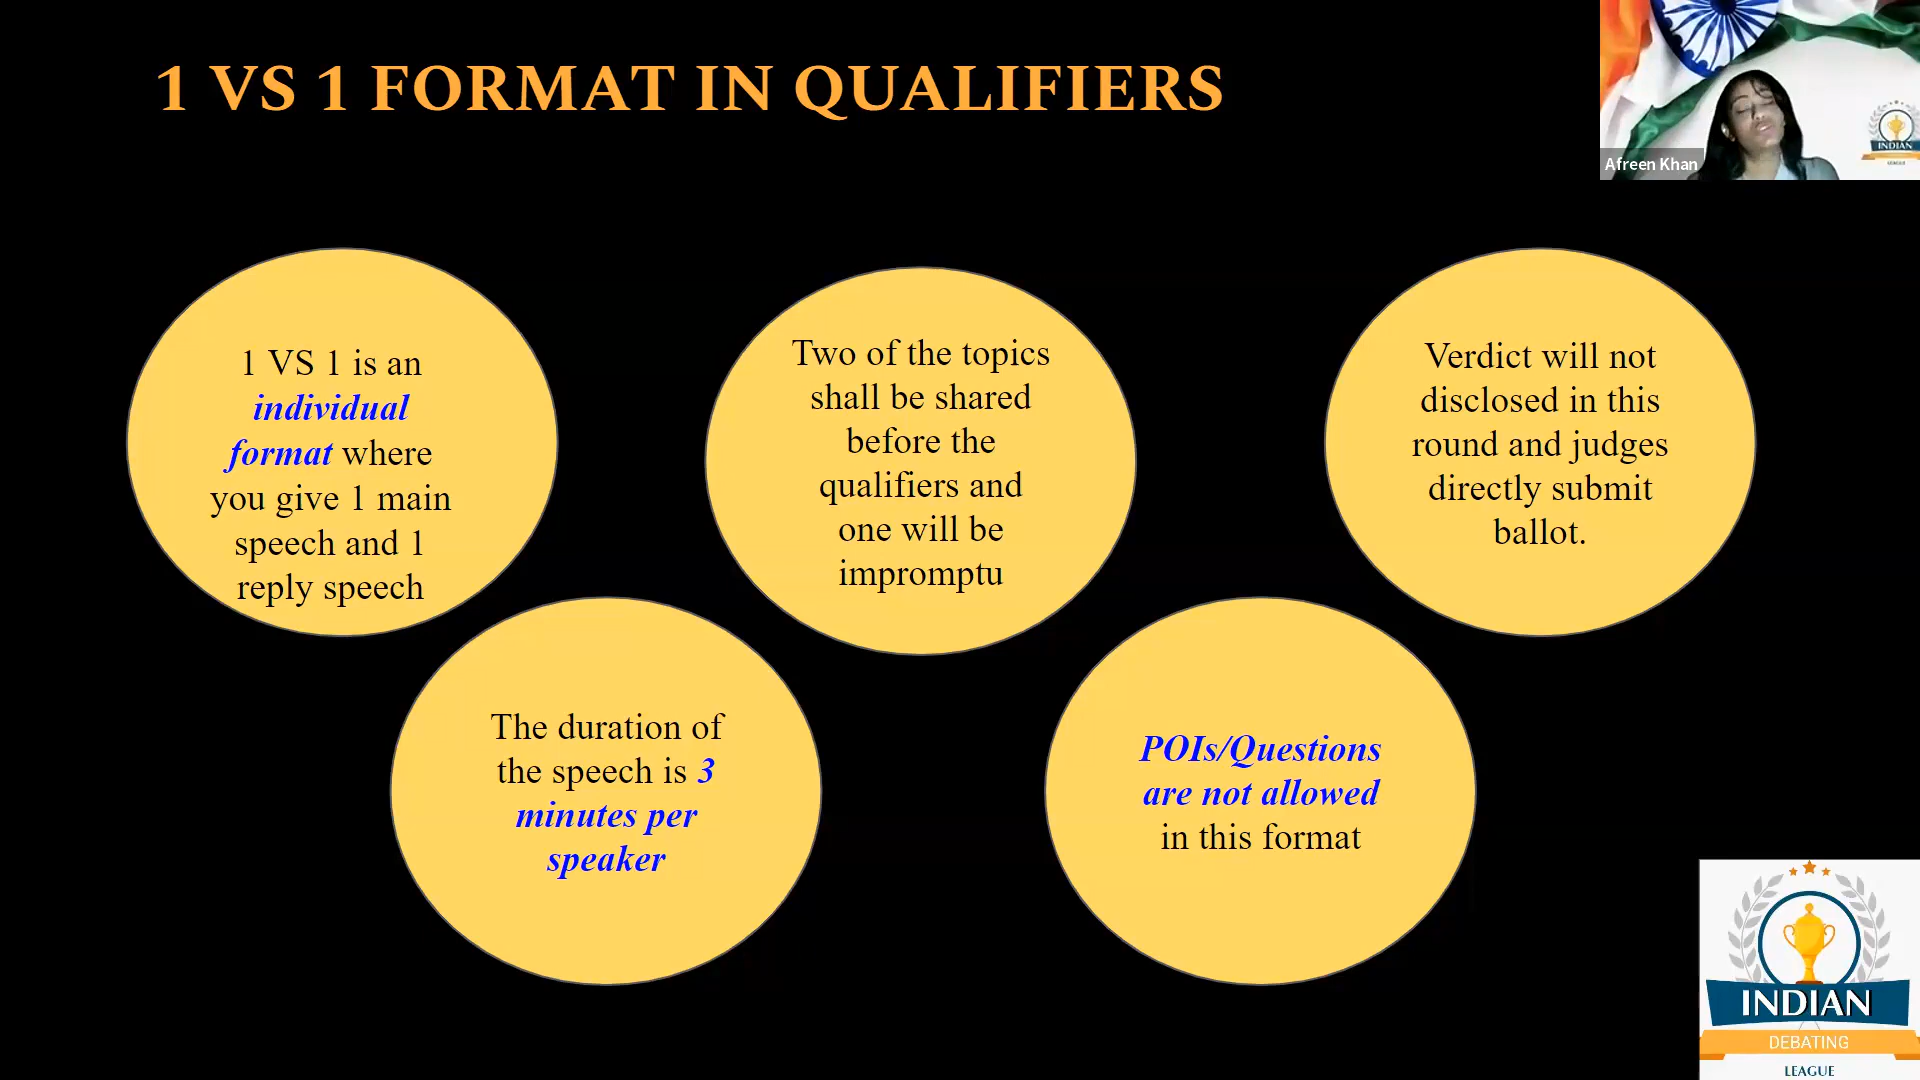 1 VS 1 FORMAT IN QUALIFIERS
Afreen Khan
INDIAN
LEAGUE
1 VS 1 is an
individual
format where
you give 1 main
speech and 1
reply speech
Two of the topics
shall be shared
before the
qualifiers and
one will be
impromptu
Verdict will not
disclosed in this
round and judges
directly submit
ballot.
The duration of
the speech is 3
minutes per
speaker
POIs/Questions
are not allowed
in this format
INDIAN
DEBATING
LEAGUE